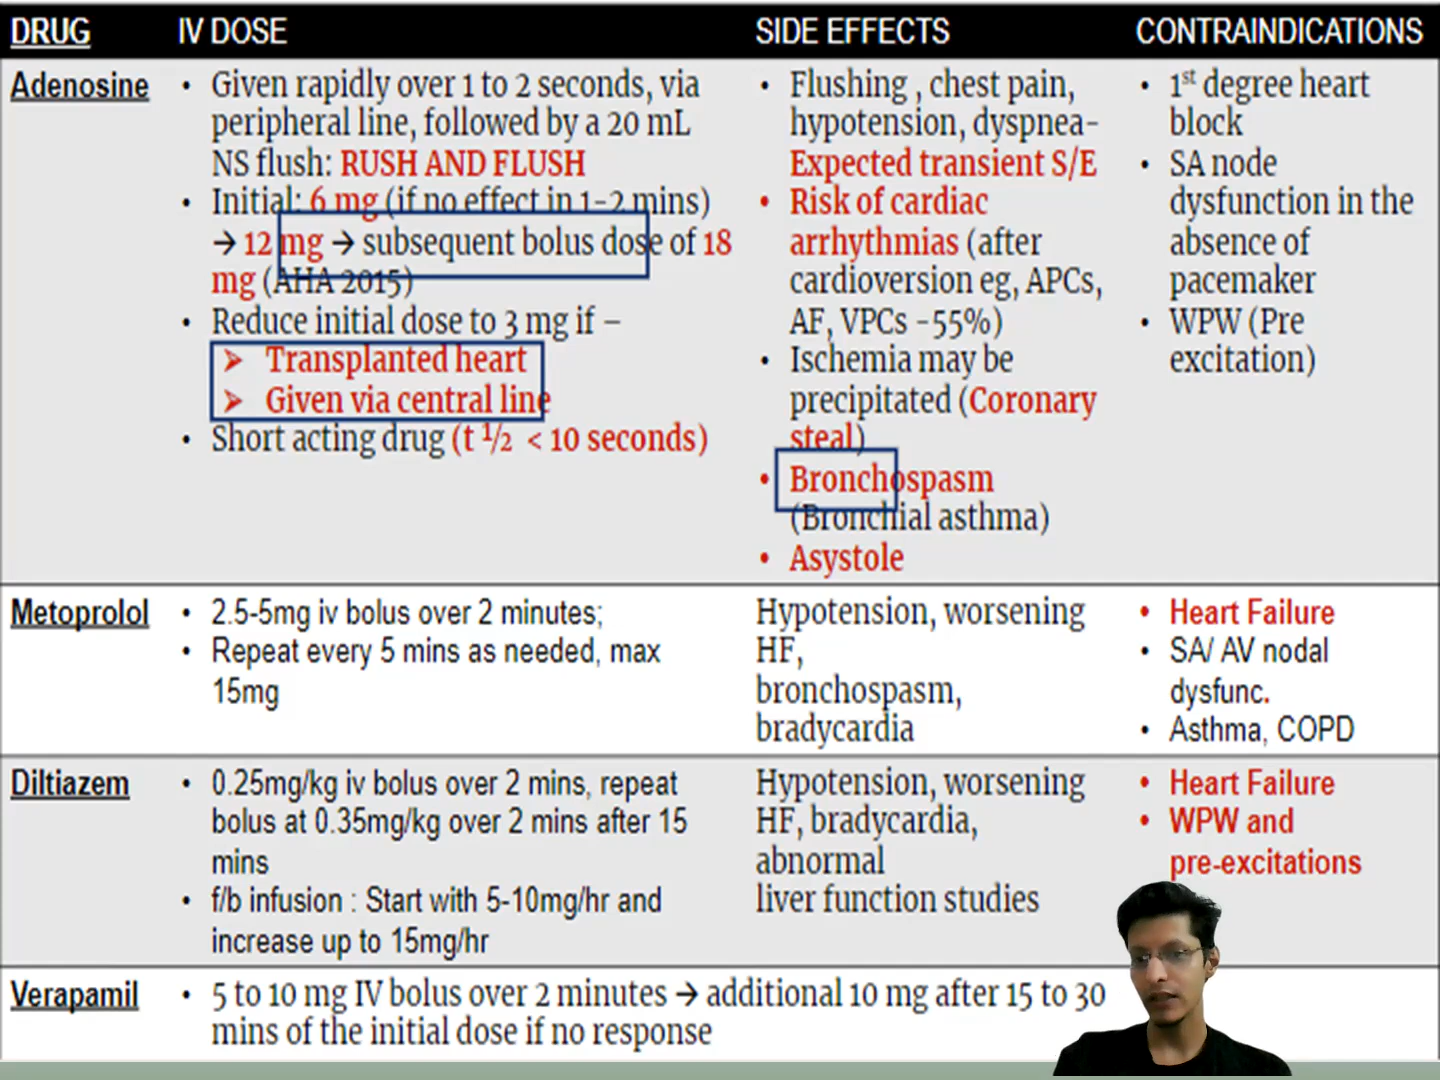 DRUG IV DOSE SIDE EFFECTS CONTRAINDICATIONS
Adenosine
• Given rapidly over 1 to 2 seconds, via
peripheral line, followed by a 20 mL
NS flush: RUSH AND FLUSH
• Initial: 6 mg (if no effect in 1-2 mins)
→ 12 mg → subsequent bolus dose of 18
mg (AHA 2015)
• Reduce initial dose to 3 mg if –
➢ Transplanted heart
➢ Given via central line
• Short acting drug (t ½ < 10 seconds)
• Flushing , chest pain,
hypotension, dyspnea-
Expected transient S/E
• Risk of cardiac
arrhythmias (after
cardioversion eg, APCs,
AF, VPCs -55%)
• Ischemia may be
precipitated (Coronary
steal)
• Bronchospasm
(Bronchial asthma)
• Asystole
• 1st degree heart
block
• SA node
dysfunction in the
absence of
pacemaker
• WPW (Pre
excitation)
Metoprolol
• 2.5-5mg iv bolus over 2 minutes;
• Repeat every 5 mins as needed, max
15mg
Hypotension, worsening
HF,
bronchospasm,
bradycardia
• Heart Failure
• SA/ AV nodal
dysfunc.
• Asthma, COPD
Diltiazem
• 0.25mg/kg iv bolus over 2 mins, repeat
bolus at 0.35mg/kg over 2 mins after 15
mins
• f/b infusion : Start with 5-10mg/hr and
increase up to 15mg/hr
Hypotension, worsening
HF, bradycardia,
abnormal
liver function studies
• Heart Failure
• WPW and
pre-excitations
Verapamil
• 5 to 10 mg IV bolus over 2 minutes → additional 10 mg after 15 to 30
mins of the initial dose if no response